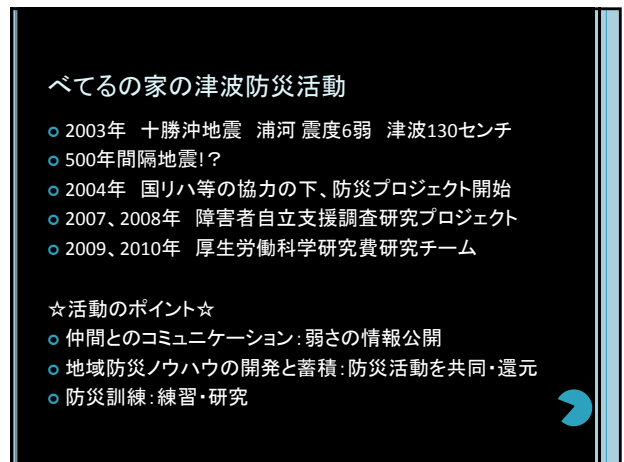 べてるの家の津波防災活動
2003年　十勝沖地震　浦河 震度6弱　津波130センチ
500年間隔地震!？
2004年　国リハ等の協力の下、防災プロジェクト開始
2007、2008年　障害者自立支援調査研究プロジェクト
2009、2010年　厚生労働科学研究費研究チーム
☆活動のポイント☆
仲間とのコミュニケーション：弱さの情報公開
地域防災ノウハウの開発と蓄積：防災活動を共同・還元
防災訓練：練習・研究